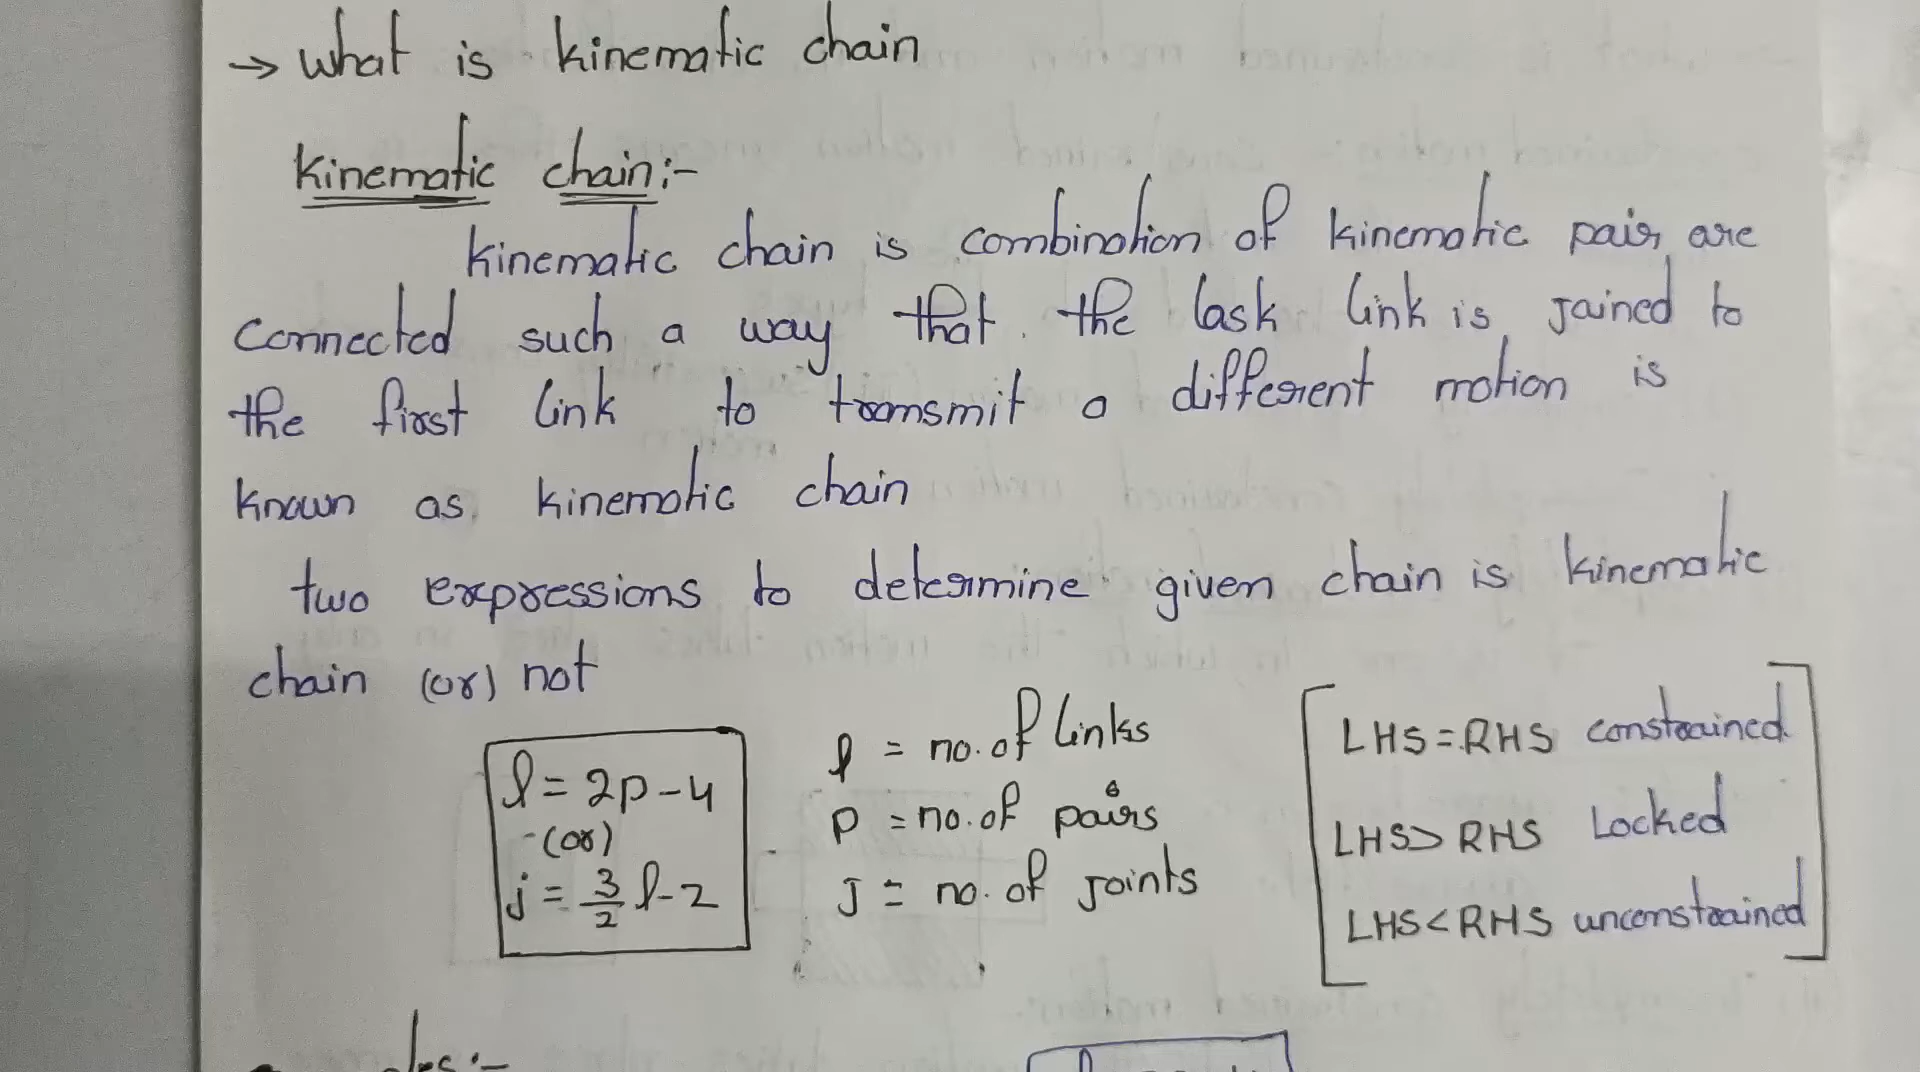 → what is kinematic chain
kinematic chain:-
kinematic chain is combination of kinematic pair, are
connected such a way that the lask link is joined to
the first link to transmit a different motion is
known as kinematic chain
two expressions to determine given chain is kinematic
chain (or) not
l = 2p-4
(or)
j = 3/2 l-2
l = no. of links
p = no. of pairs
J = no. of joints
LHS = RHS constrained
LHS > RHS Locked
LHS < RHS unconstrained